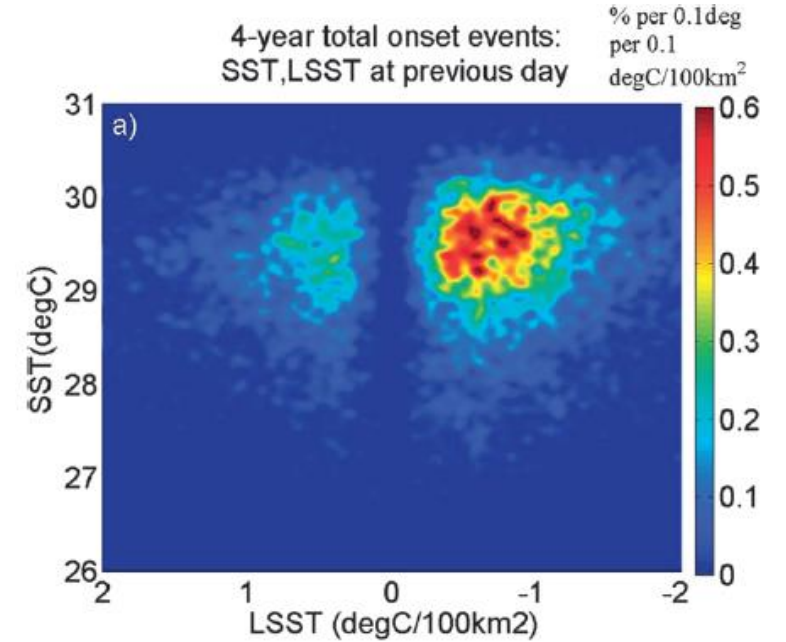 4-year total onset events:
SST,LSST at previous day
% per 0.1deg
per 0.1
degC/100km²
a)
31
30
29
28
27
26
SST(degC)
2
1
0
-1
-2
LSST (degC/100km2)
0.6
0.5
0.4
0.3
0.2
0.1
0